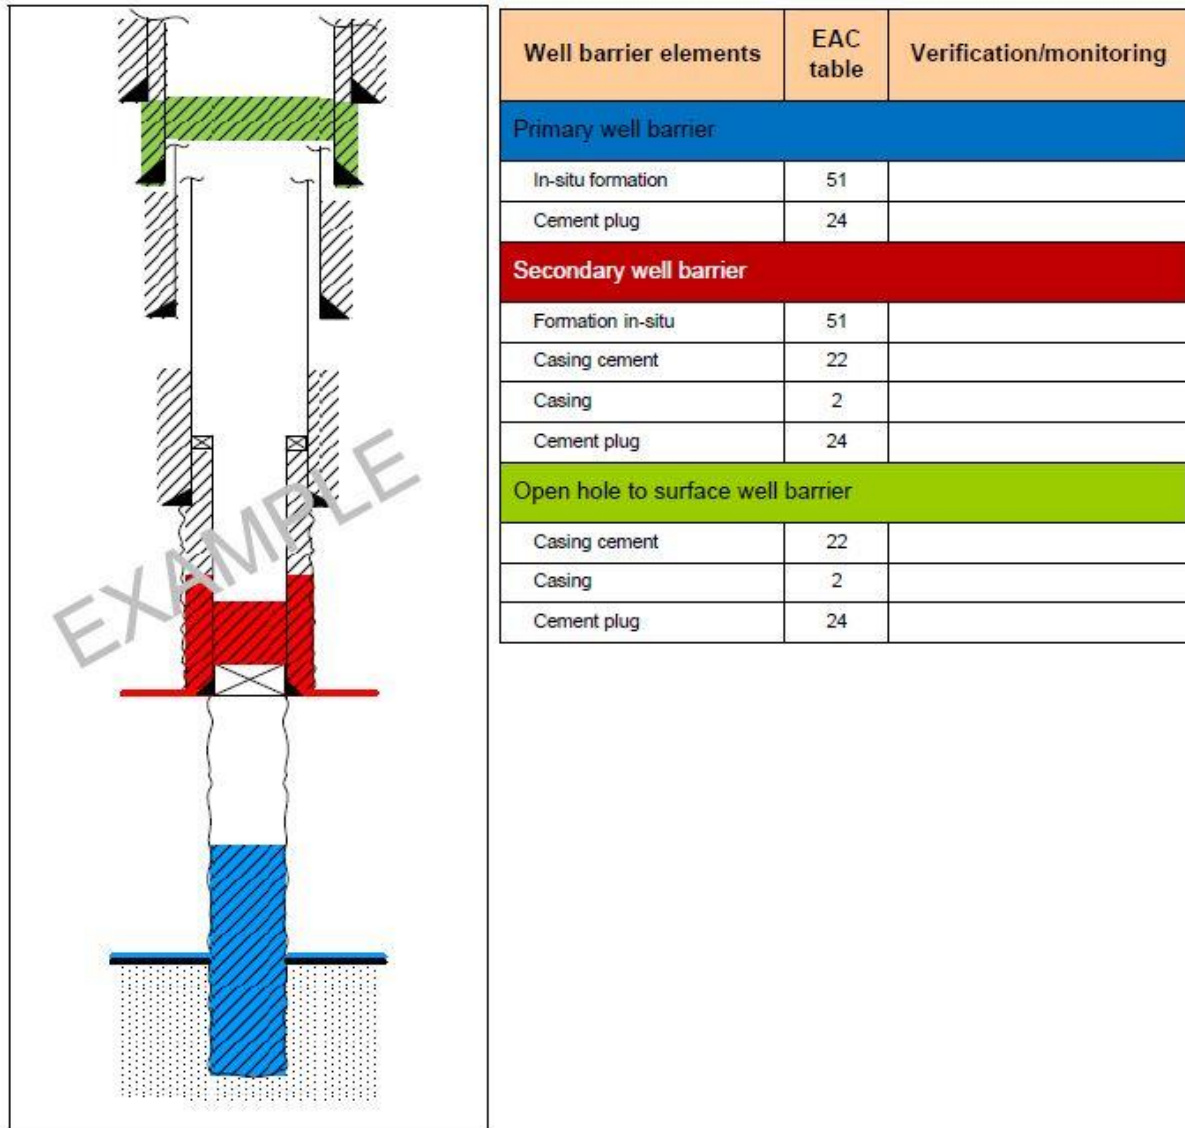 EXAMPLE
Well barrier elements EAC table Verification/monitoring
Primary well barrier
In-situ formation 51
Cement plug 24
Secondary well barrier
Formation in-situ 51
Casing cement 22
Casing 2
Cement plug 24
Open hole to surface well barrier
Casing cement 22
Casing 2
Cement plug 24